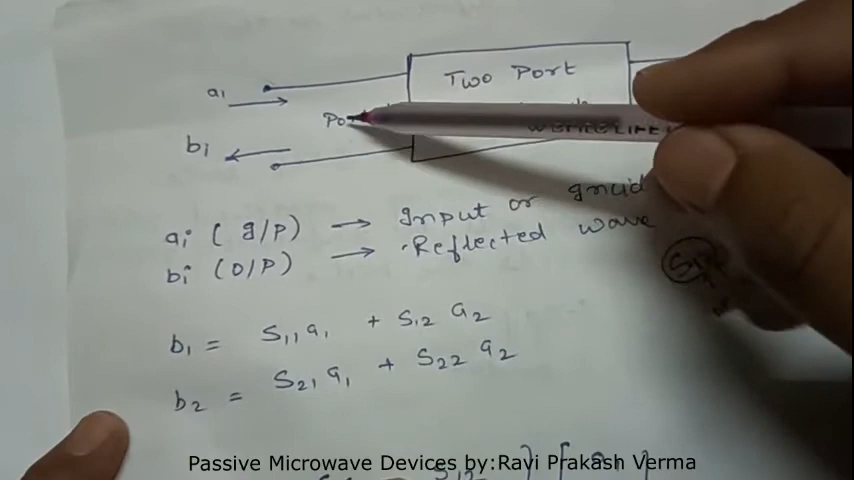 Two Port
a1
Po
b1
ai ( I/P) → Input or
bi (O/P) → Reflected wave
b1 = S11 a1 + S12 a2
b2 = S21 a1 + S22 a2
S12
Passive Microwave Devices by:Ravi Prakash Verma